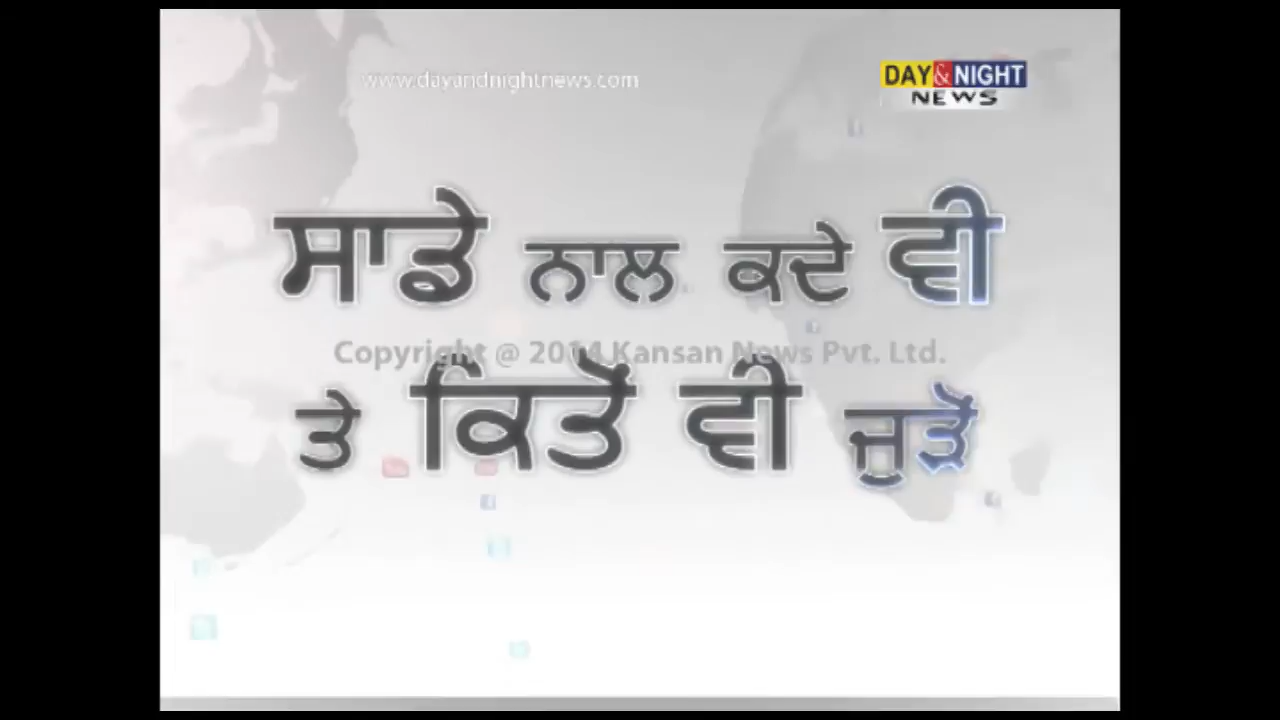 www.dayandnightnews.com
DAY&NIGHT
NEWS
ਸਾਡੇ ਨਾਲ ਕਦੇ ਵੀ
Copyright @ 2014 Kansan News Pvt. Ltd.
ਤੇ ਕਿਤੋਂ ਵੀ ਜੁੜੋਂ